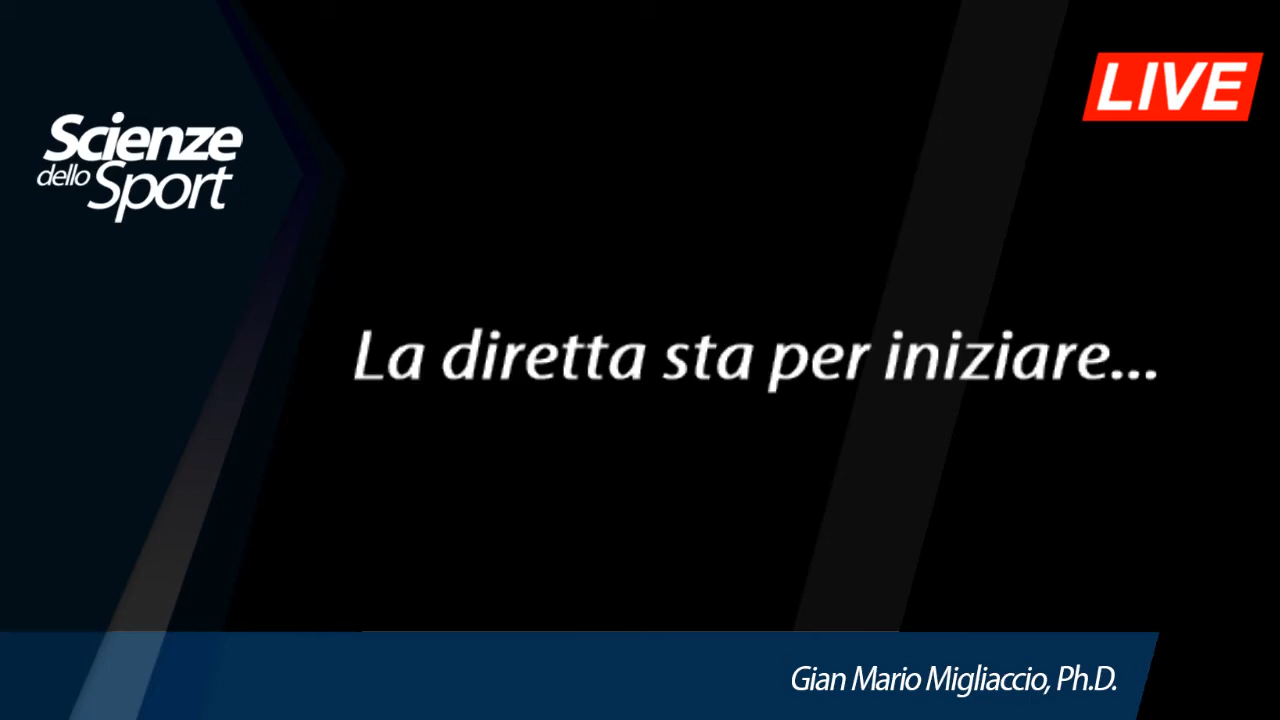 LIVE
Scienze
dello Sport
La diretta sta per iniziare...
Gian Mario Migliaccio, Ph.D.